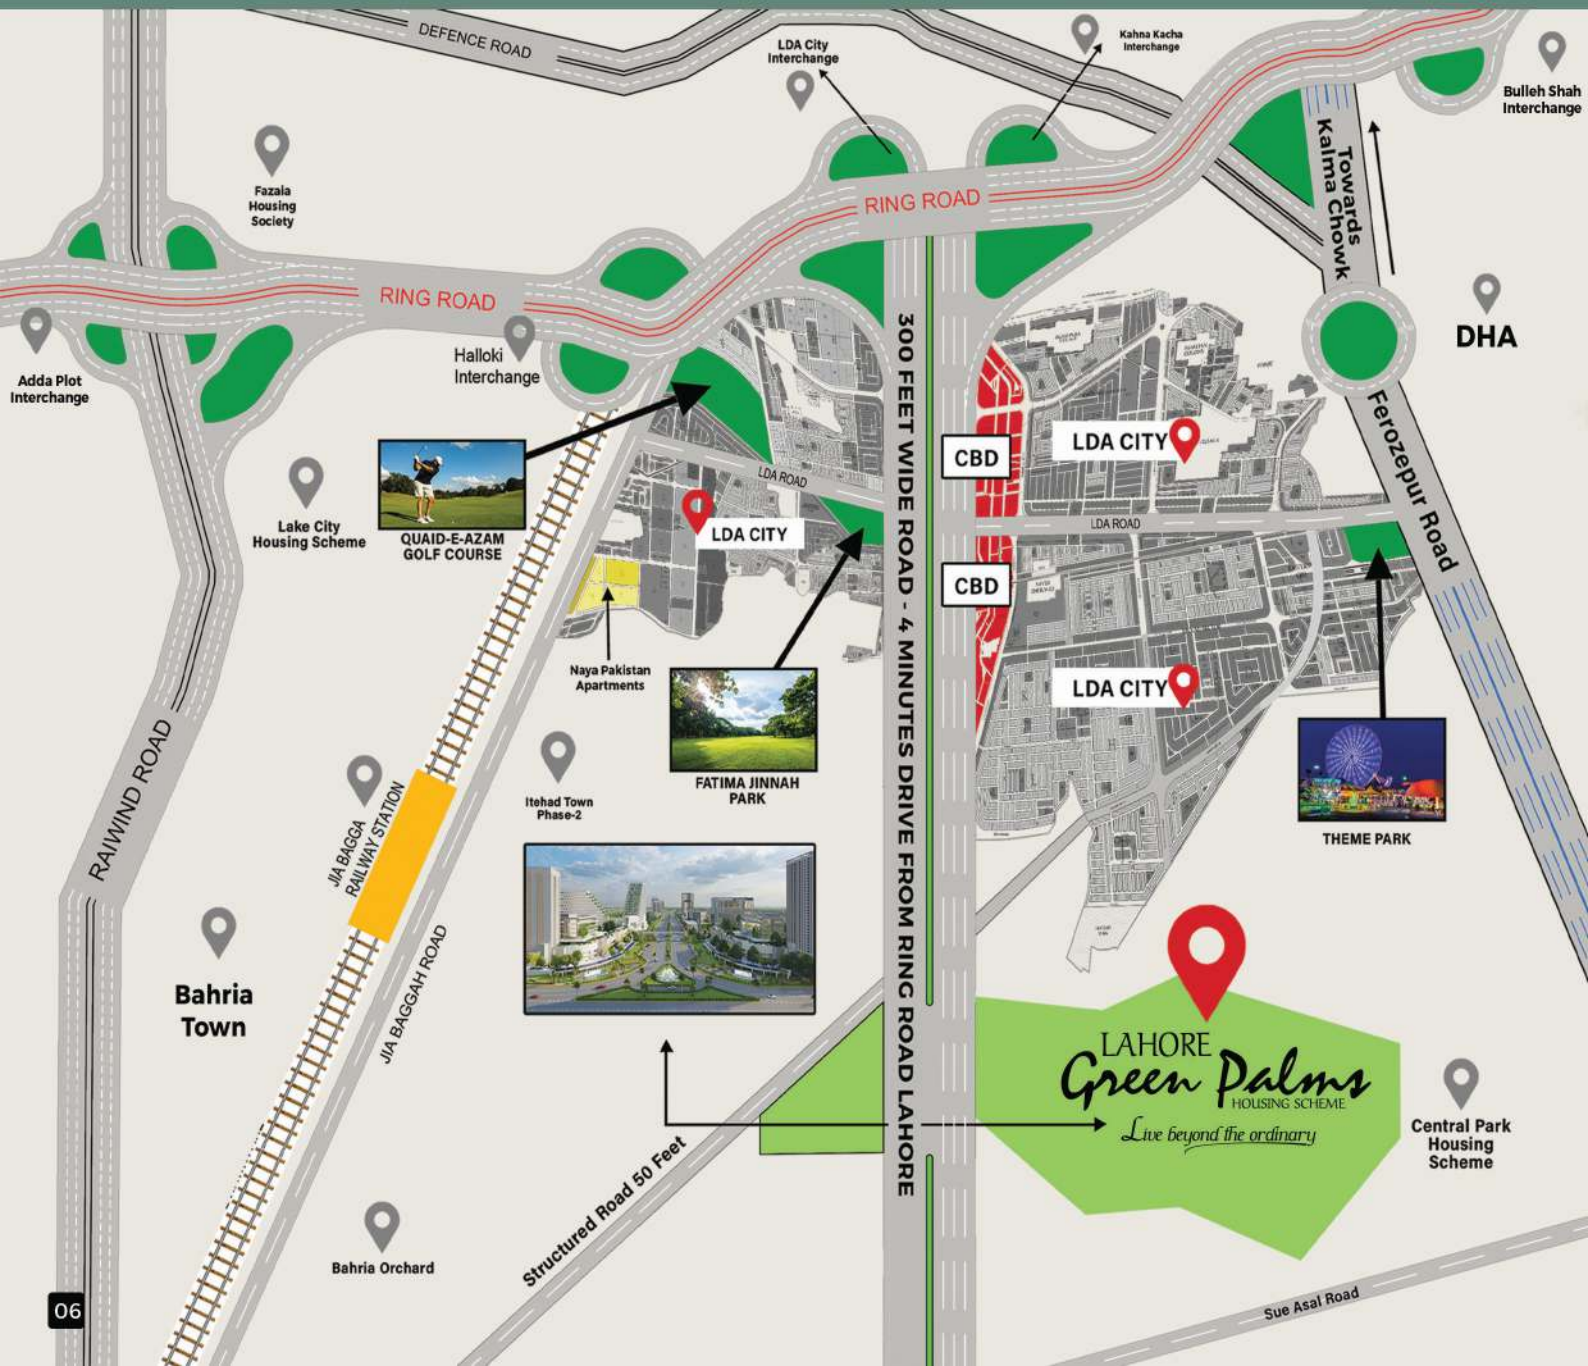 DEFENCE ROAD
LDA City
Interchange
Kahna Kacha
Interchange
Bulleh Shah
Interchange
Fazaia
Housing
Society
RING ROAD
Towards
Kalma Chowk
RING ROAD
Adda Plot
Interchange
Halloki
Interchange
DHA
300 FEET WIDE ROAD - 4 MINUTES DRIVE FROM RING ROAD LAHORE
Ferozepur Road
CBD
LDA CITY
LDA ROAD
LDA ROAD
Lake City
Housing Scheme
QUAID-E-AZAM
GOLF COURSE
LDA CITY
CBD
Naya Pakistan
Apartments
LDA CITY
RAIWIND ROAD
JIA BAGGA
RAILWAY STATION
Itehad Town
Phase-2
FATIMA JINNAH
PARK
THEME PARK
Bahria
Town
JIA BAGGAH ROAD
LAHORE
Green Palms
HOUSING SCHEME
Live beyond the ordinary
Central Park
Housing
Scheme
Structured Road 50 Feet
Bahria Orchard
Sue Asal Road
06